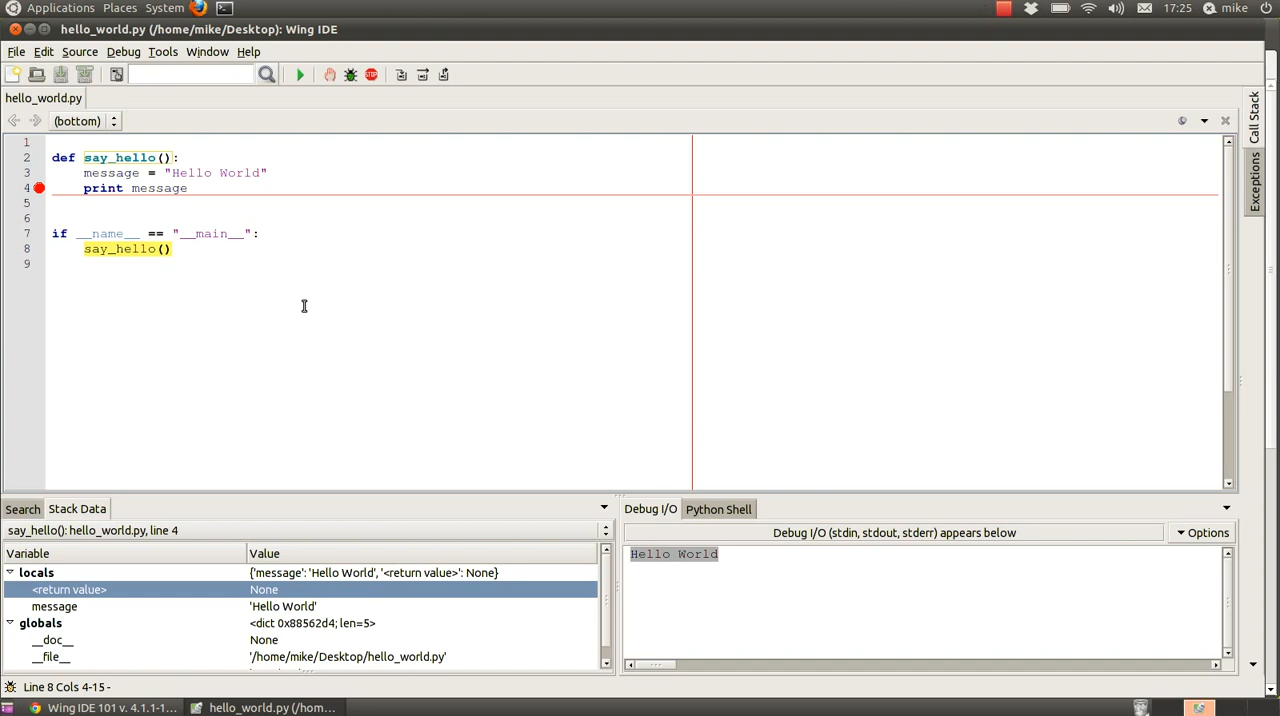 Applications Places System 17:25 mike
hello_world.py (/home/mike/Desktop): Wing IDE
File Edit Source Debug Tools Window Help
STOP
hello_world.py
(bottom)
1
2 def say_hello():
3 message = "Hello World"
4 print message
5
6
7 if __name__ == "__main__":
8 say_hello()
9
Call Stack
Exceptions
Search Stack Data
say_hello(): hello_world.py, line 4
Variable Value
locals {'message': 'Hello World', '<return value>': None}
<return value> None
message 'Hello World'
globals <dict 0x88562d4; len=5>
__doc__ None
__file__ '/home/mike/Desktop/hello_world.py'
Debug I/O Python Shell
Debug I/O (stdin, stdout, stderr) appears below Options
Hello World
Line 8 Cols 4-15 -
Wing IDE 101 v. 4.1.1-1... hello_world.py (/hom...